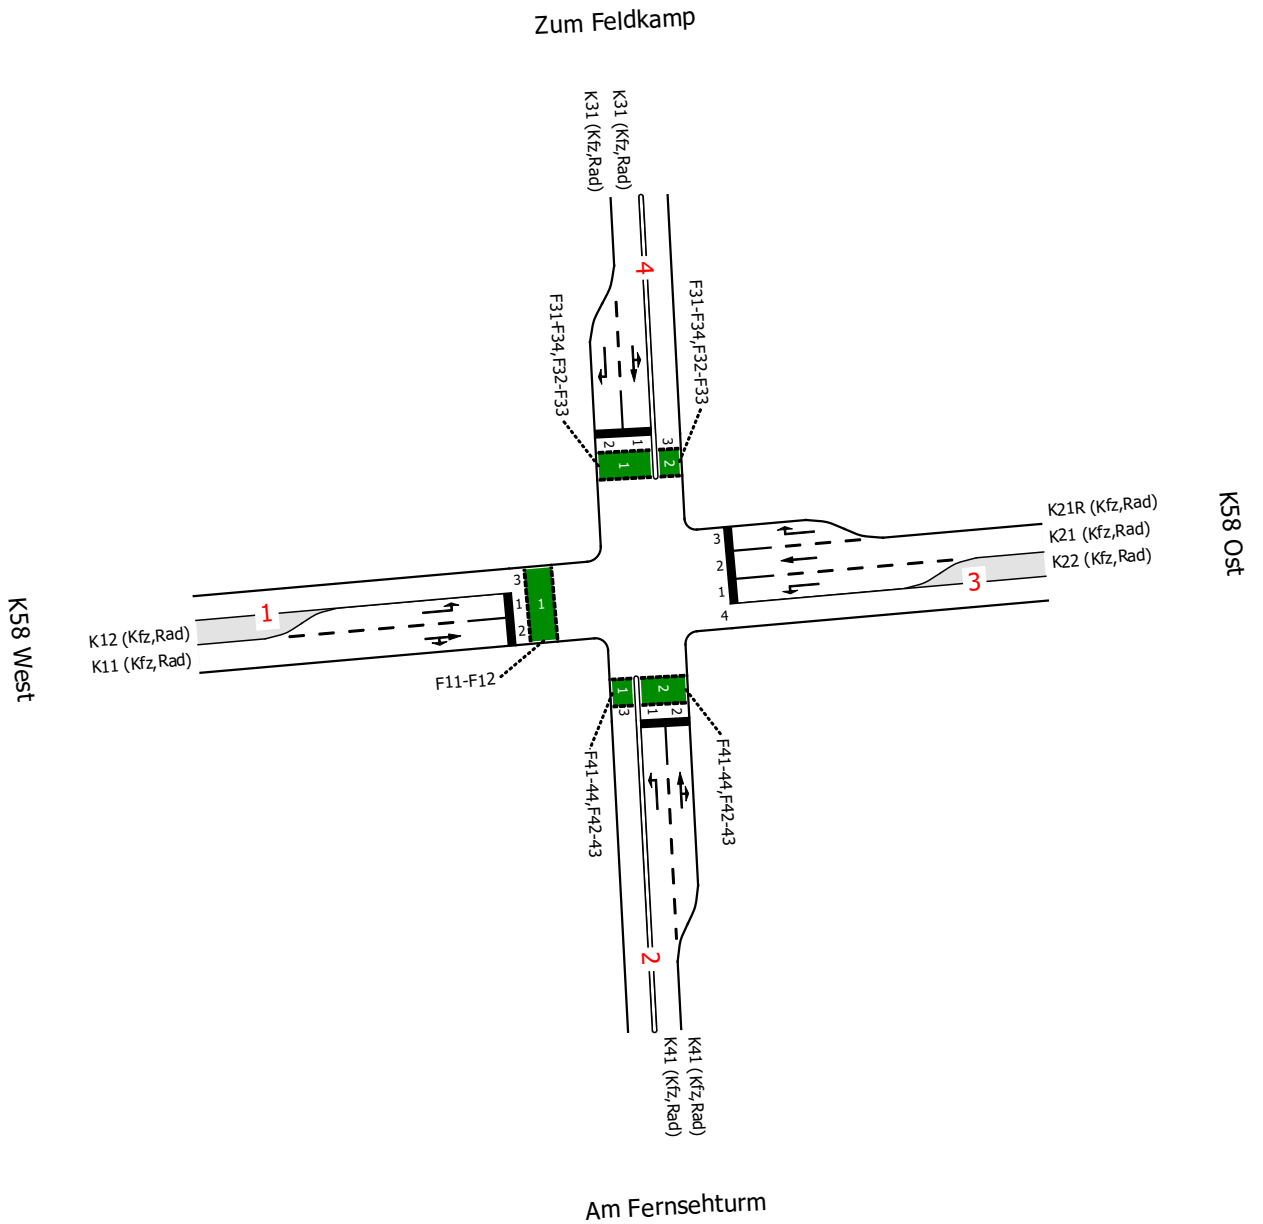 Zum Feldkamp
K31 (Kfz,Rad)
K31 (Kfz,Rad)
4
F31-F34,F32-F33
F31-F34,F32-F33
2
1
3
1
2
K21R (Kfz,Rad)
K21 (Kfz,Rad)
K22 (Kfz,Rad)
K58 Ost
3
2
1
4
3
K58 West
1
K12 (Kfz,Rad)
K11 (Kfz,Rad)
3
1
2
1
F11-F12
1
2
3
1
2
F41-44,F42-43
F41-44,F42-43
2
K41 (Kfz,Rad)
K41 (Kfz,Rad)
Am Fernsehturm